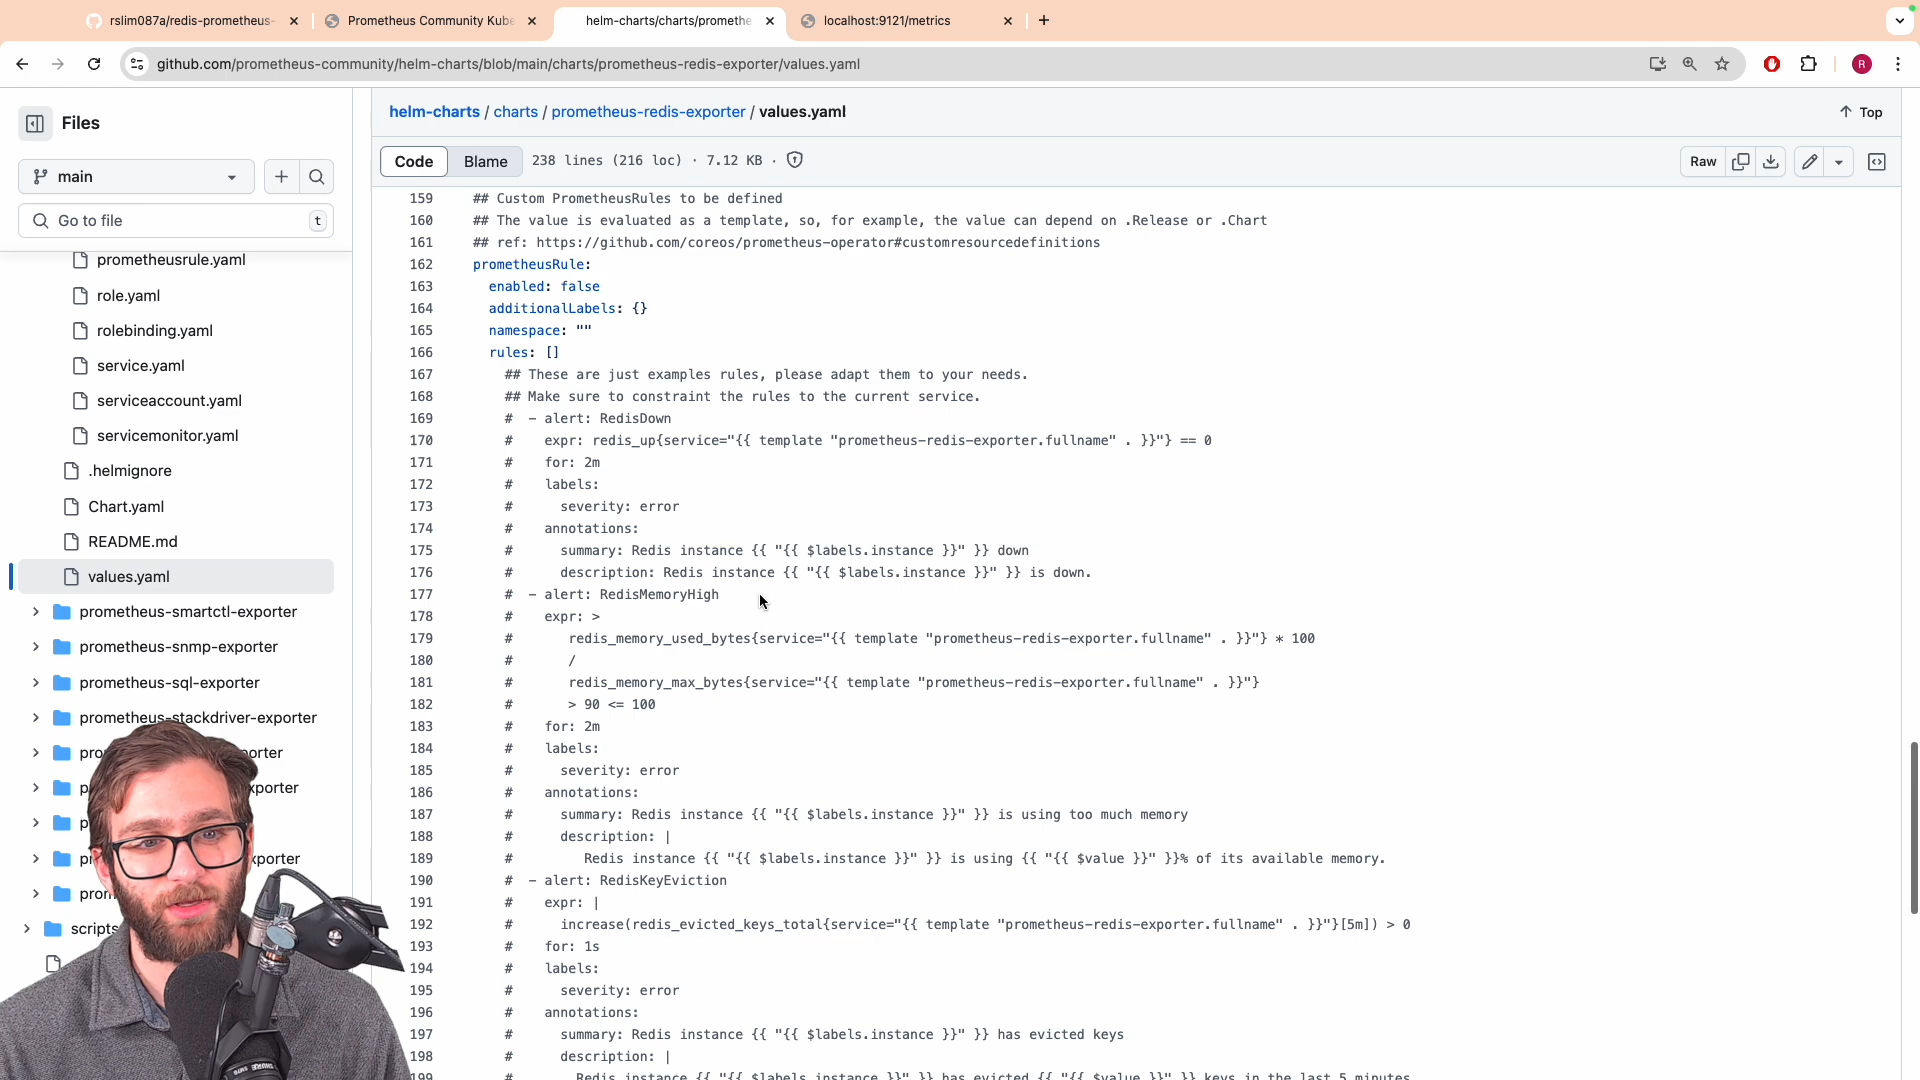 rslim087a/redis-prometheus-
Prometheus Community Kube
helm-charts/charts/promethe
localhost:9121/metrics
github.com/prometheus-community/helm-charts/blob/main/charts/prometheus-redis-exporter/values.yaml
R
Files
main
Go to file
t
prometheusrule.yaml
role.yaml
rolebinding.yaml
service.yaml
serviceaccount.yaml
servicemonitor.yaml
.helmignore
Chart.yaml
README.md
values.yaml
prometheus-smartctl-exporter
prometheus-snmp-exporter
prometheus-sql-exporter
prometheus-stackdriver-exporter
scripts
helm-charts / charts / prometheus-redis-exporter / values.yaml
Top
Code
Blame
238 lines (216 loc) · 7.12 KB ·
Raw
159 ## Custom PrometheusRules to be defined
160 ## The value is evaluated as a template, so, for example, the value can depend on .Release or .Chart
161 ## ref: https://github.com/coreos/prometheus-operator#customresourcedefinitions
162 prometheusRule:
163 enabled: false
164 additionalLabels: {}
165 namespace: ""
166 rules: []
167 ## These are just examples rules, please adapt them to your needs.
168 ## Make sure to constraint the rules to the current service.
169 # - alert: RedisDown
170 # expr: redis_up{service="{{ template "prometheus-redis-exporter.fullname" . }}"} == 0
171 # for: 2m
172 # labels:
173 # severity: error
174 # annotations:
175 # summary: Redis instance {{ "{{ $labels.instance }}" }} down
176 # description: Redis instance {{ "{{ $labels.instance }}" }} is down.
177 # - alert: RedisMemoryHigh
178 # expr: >
179 # redis_memory_used_bytes{service="{{ template "prometheus-redis-exporter.fullname" . }}"} * 100
180 # /
181 # redis_memory_max_bytes{service="{{ template "prometheus-redis-exporter.fullname" . }}"}
182 # > 90 <= 100
183 # for: 2m
184 # labels:
185 # severity: error
186 # annotations:
187 # summary: Redis instance {{ "{{ $labels.instance }}" }} is using too much memory
188 # description: |
189 # Redis instance {{ "{{ $labels.instance }}" }} is using {{ "{{ $value }}" }}% of its available memory.
190 # - alert: RedisKeyEviction
191 # expr: |
192 # increase(redis_evicted_keys_total{service="{{ template "prometheus-redis-exporter.fullname" . }}"}[5m]) > 0
193 # for: 1s
194 # labels:
195 # severity: error
196 # annotations:
197 # summary: Redis instance {{ "{{ $labels.instance }}" }} has evicted keys
198 # description: |
199 # Redis instance {{ "{{ $labels.instance }}" }} has evicted {{ "{{ $value }}" }} keys in the last 5 minutes